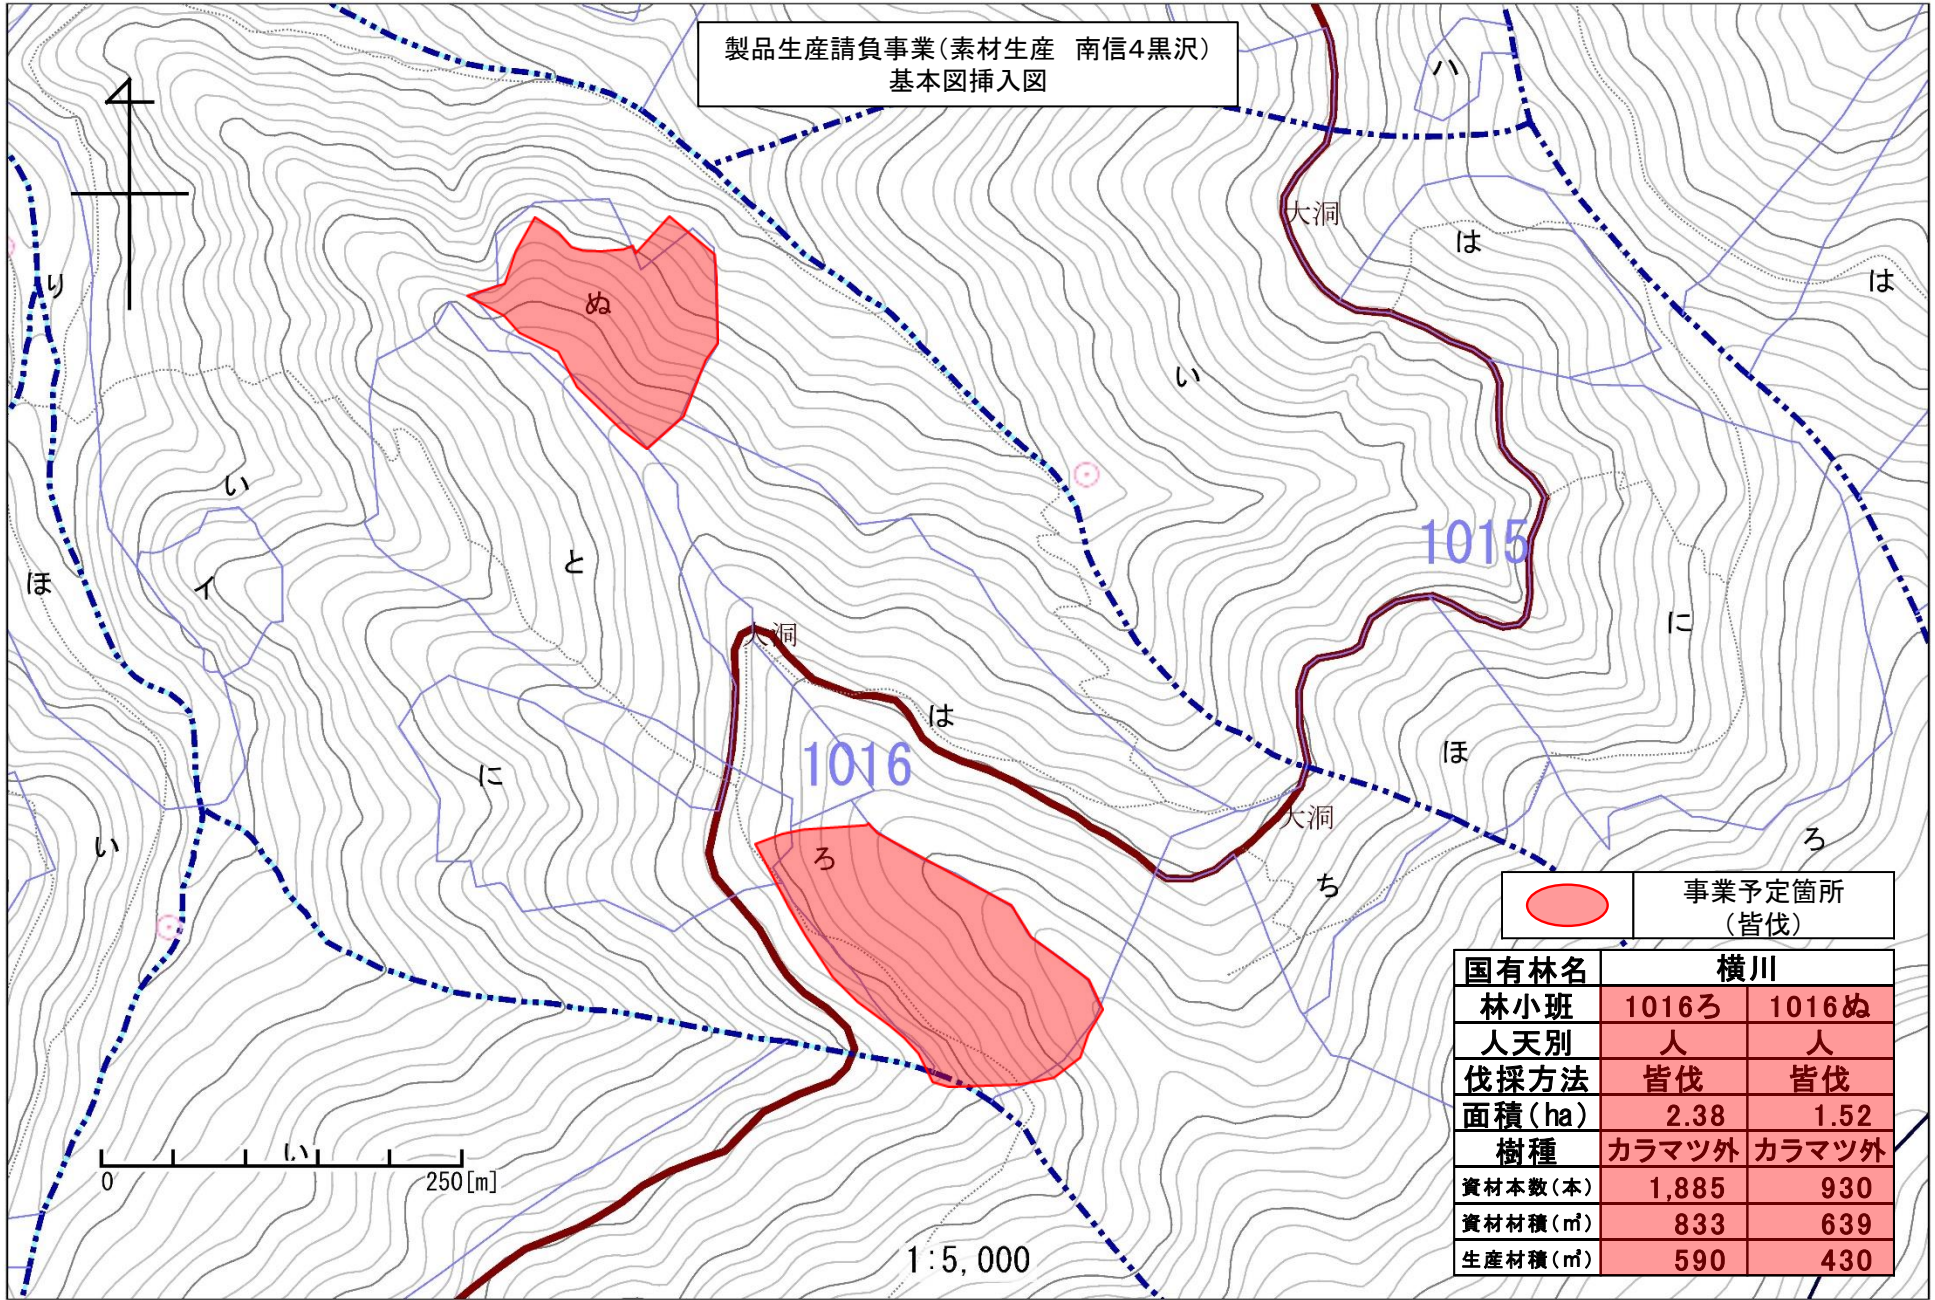 製品生産請負事業（素材生産　南信4黒沢）
基本図挿入図
ハ
大洞
は
は
り
ぬ
い
い
1015
と
ほ
イ
に
大洞
は
1016
ほ
に
大洞
い
ろ
ろ
ち
事業予定箇所
（皆伐）
国有林名 横川
林小班 1016ろ 1016ぬ
人天別 人 人
伐採方法 皆伐 皆伐
面積（ha） 2.38 1.52
樹種 カラマツ外 カラマツ外
資材本数（本） 1,885 930
資材材積（㎥） 833 639
生産材積（㎥） 590 430
い
0 250[m]
1:5,000